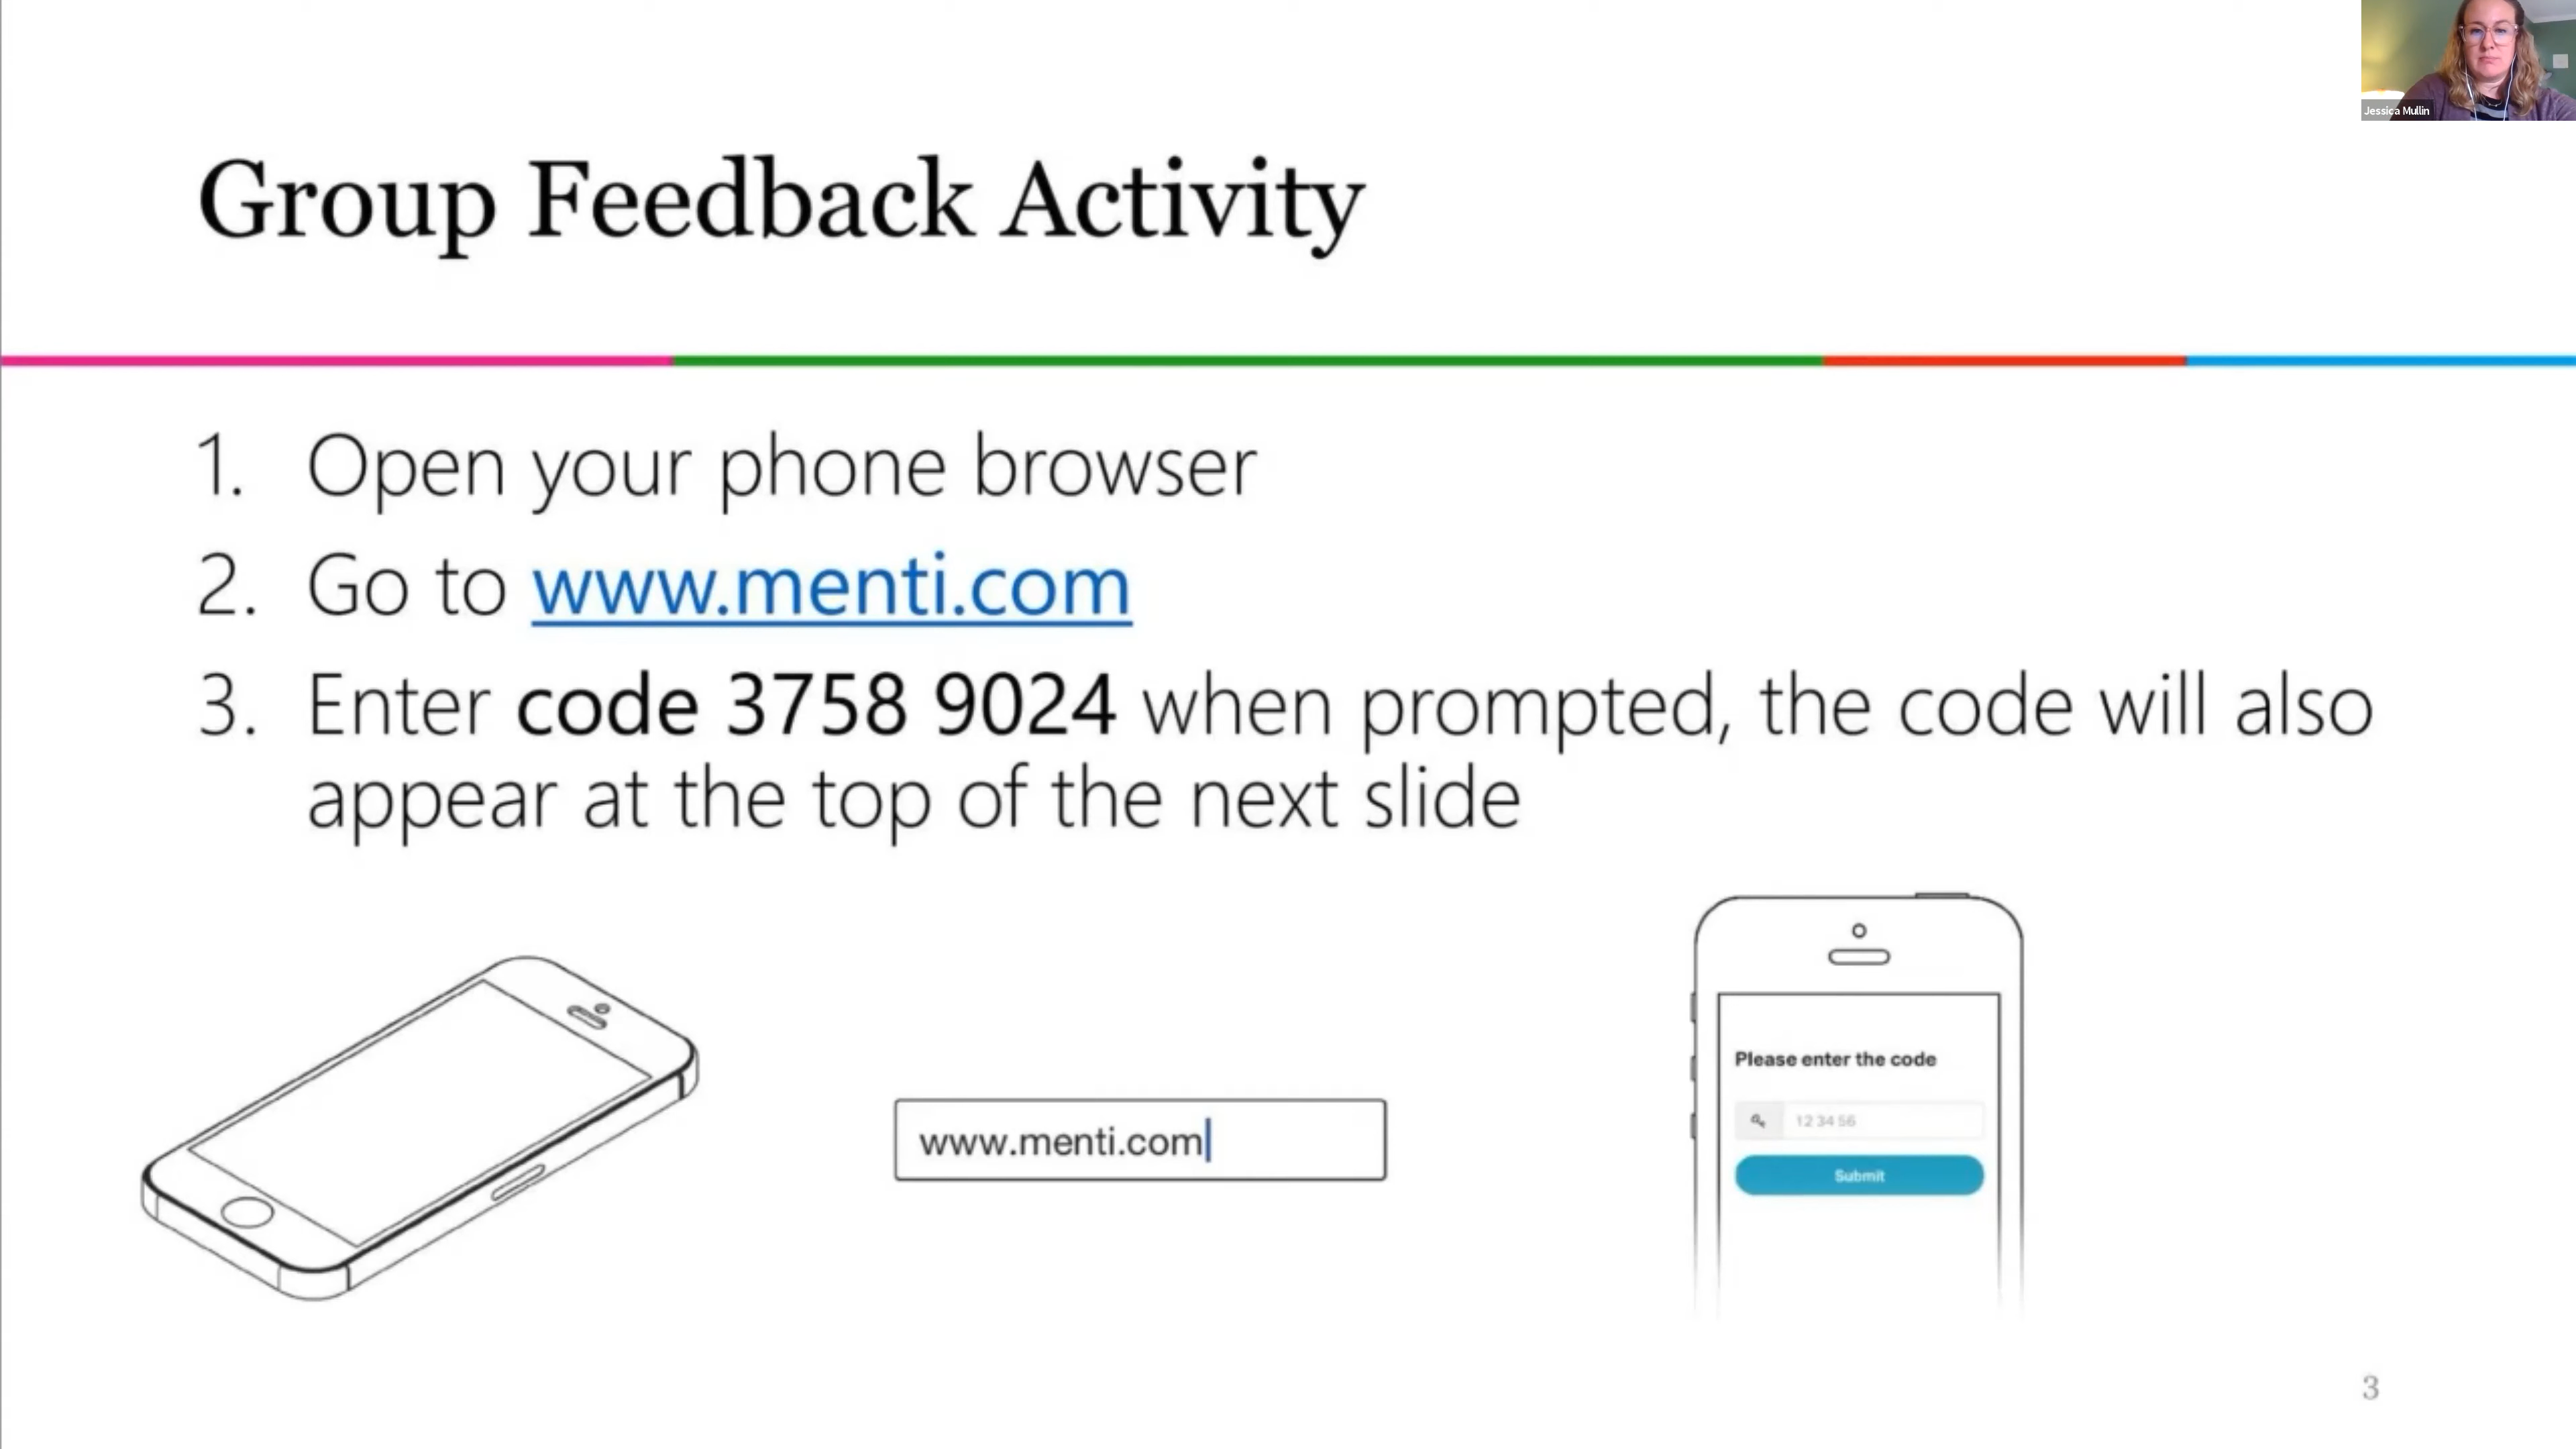 Jessica Mullin
Group Feedback Activity
1. Open your phone browser
2. Go to www.menti.com
3. Enter code 3758 9024 when prompted, the code will also
appear at the top of the next slide
www.menti.com
Please enter the code
12 34 56
Submit
3